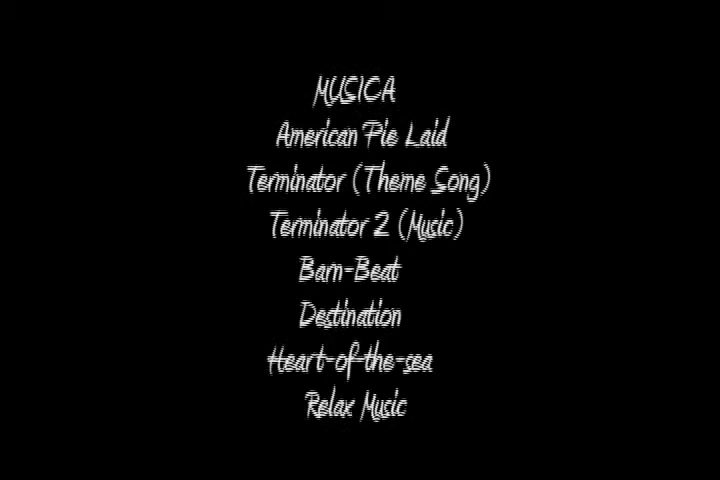 MUSICA
American Pie Laid
Terminator (Theme Song)
Terminator 2 (Music)
Barn-Beat
Destination
Heart-of-the-sea
Relax Music